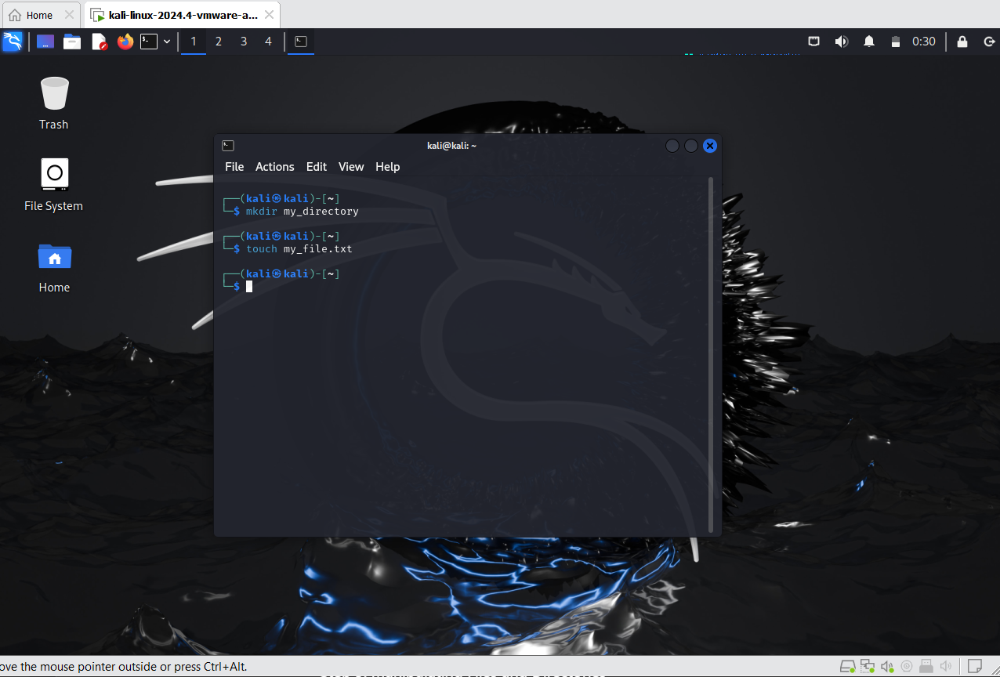 Home
kali-linux-2024.4-vmware-a...
1 2 3 4
0:30
Trash
File System
Home
kali@kali: ~
File Actions Edit View Help
┌──(kali㉿kali)-[~]
└─$ mkdir my_directory
┌──(kali㉿kali)-[~]
└─$ touch my_file.txt
┌──(kali㉿kali)-[~]
└─$
ove the mouse pointer outside or press Ctrl+Alt.